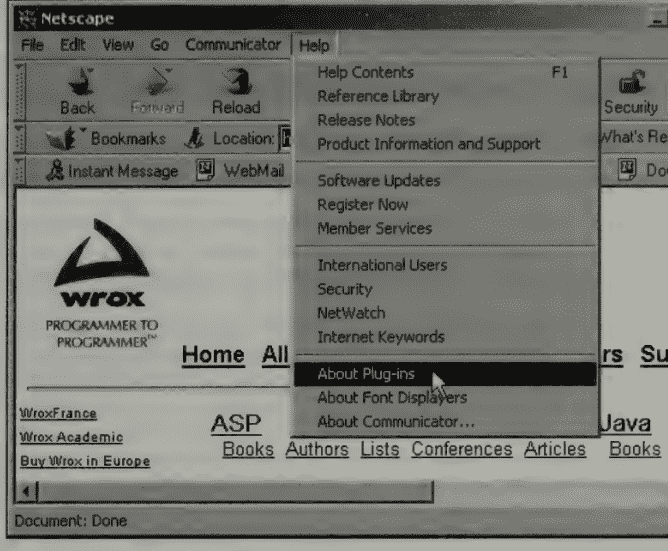 Netscape
File Edit View Go Communicator Help
Back Forward Reload Security
Bookmarks Location: What's Re
Instant Message WebMail Do
Help Contents F1
Reference Library
Release Notes
Product Information and Support
Software Updates
Register Now
Member Services
International Users
Security
NetWatch
Internet Keywords
About Plug-ins
About Font Displayers
About Communicator...
wrox
PROGRAMMER TO
PROGRAMMER™
Home All rs Su
WroxFrance
Wrox Academic
Buy Wrox in Europe
ASP Java
Books Authors Lists Conferences Articles Books
Document: Done